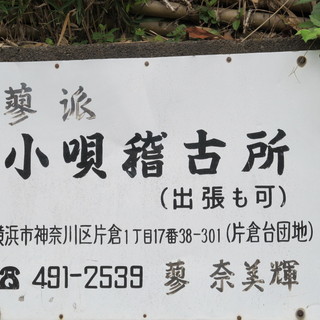 蓼派
小唄稽古所
(出張も可)
横浜市神奈川区片倉1丁目17番38-301(片倉台団地)
☎ 491-2539 蓼 奈美輝